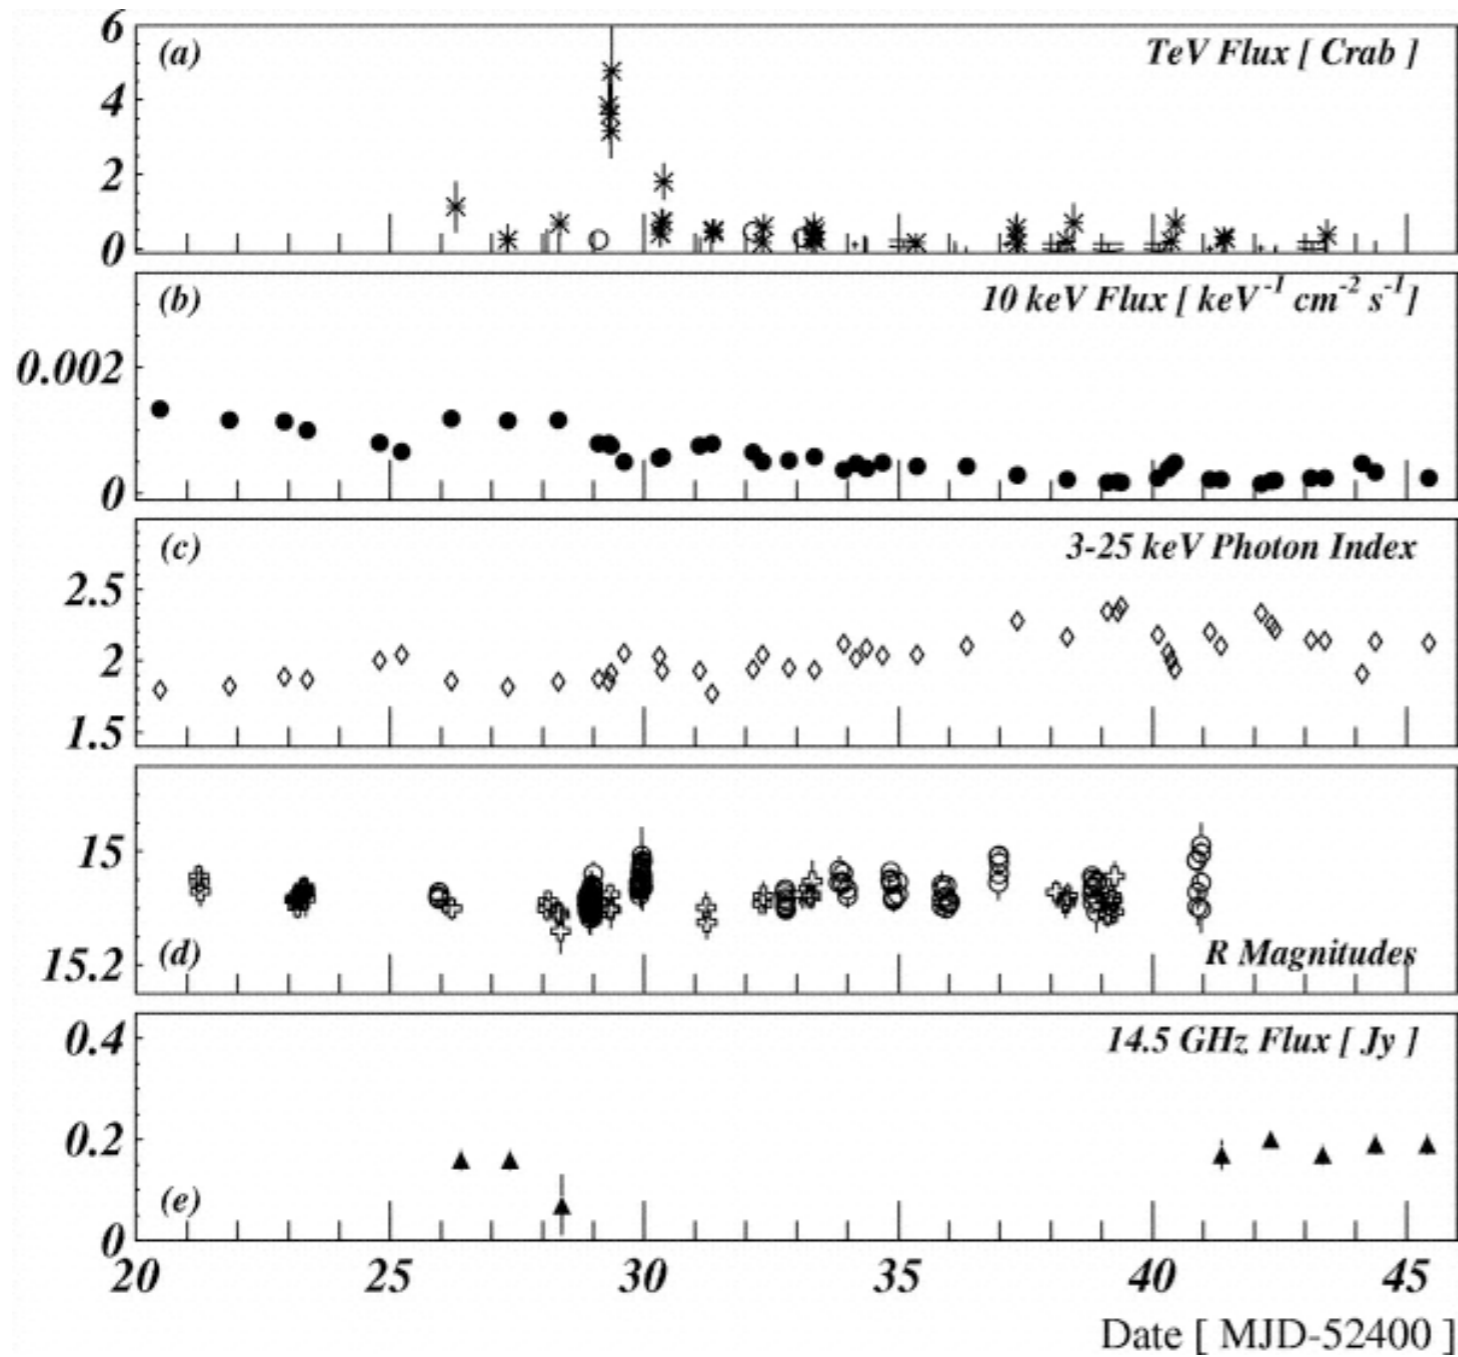 6
(a)
TeV Flux [ Crab ]
4
2
0
(b)
10 keV Flux [ keV⁻¹ cm⁻² s⁻¹]
0.002
0
(c)
3-25 keV Photon Index
2.5
2
1.5
15
15.2
(d)
R Magnitudes
0.4
14.5 GHz Flux [ Jy ]
0.2
(e)
0
20 25 30 35 40 45
Date [ MJD-52400 ]